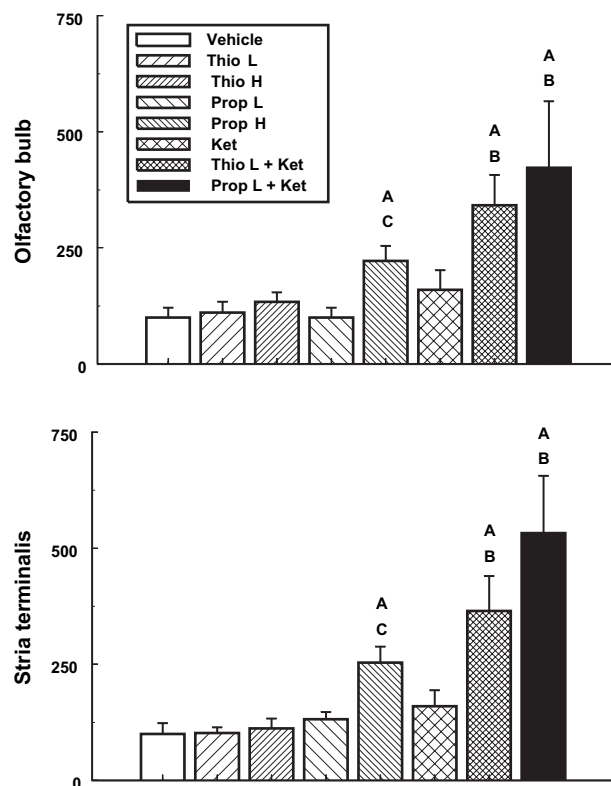 750
500
250
0
Olfactory bulb
Vehicle
Thio L
Thio H
Prop L
Prop H
Ket
Thio L + Ket
Prop L + Ket
A
C
A
B
A
B
750
500
250
0
Stria terminalis
A
C
A
B
A
B